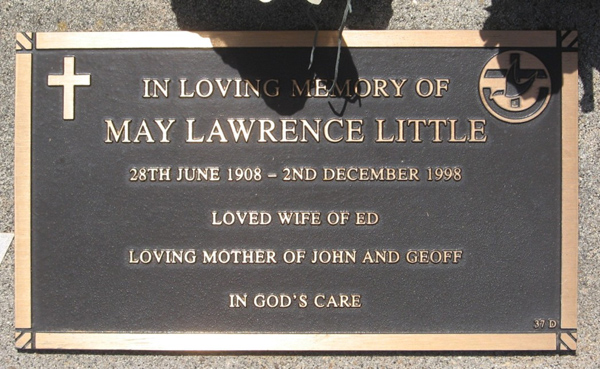 IN LOVING MEMORY OF
MAY LAWRENCE LITTLE
28TH JUNE 1908 - 2ND DECEMBER 1998
LOVED WIFE OF ED
LOVING MOTHER OF JOHN AND GEOFF
IN GOD'S CARE
37 D